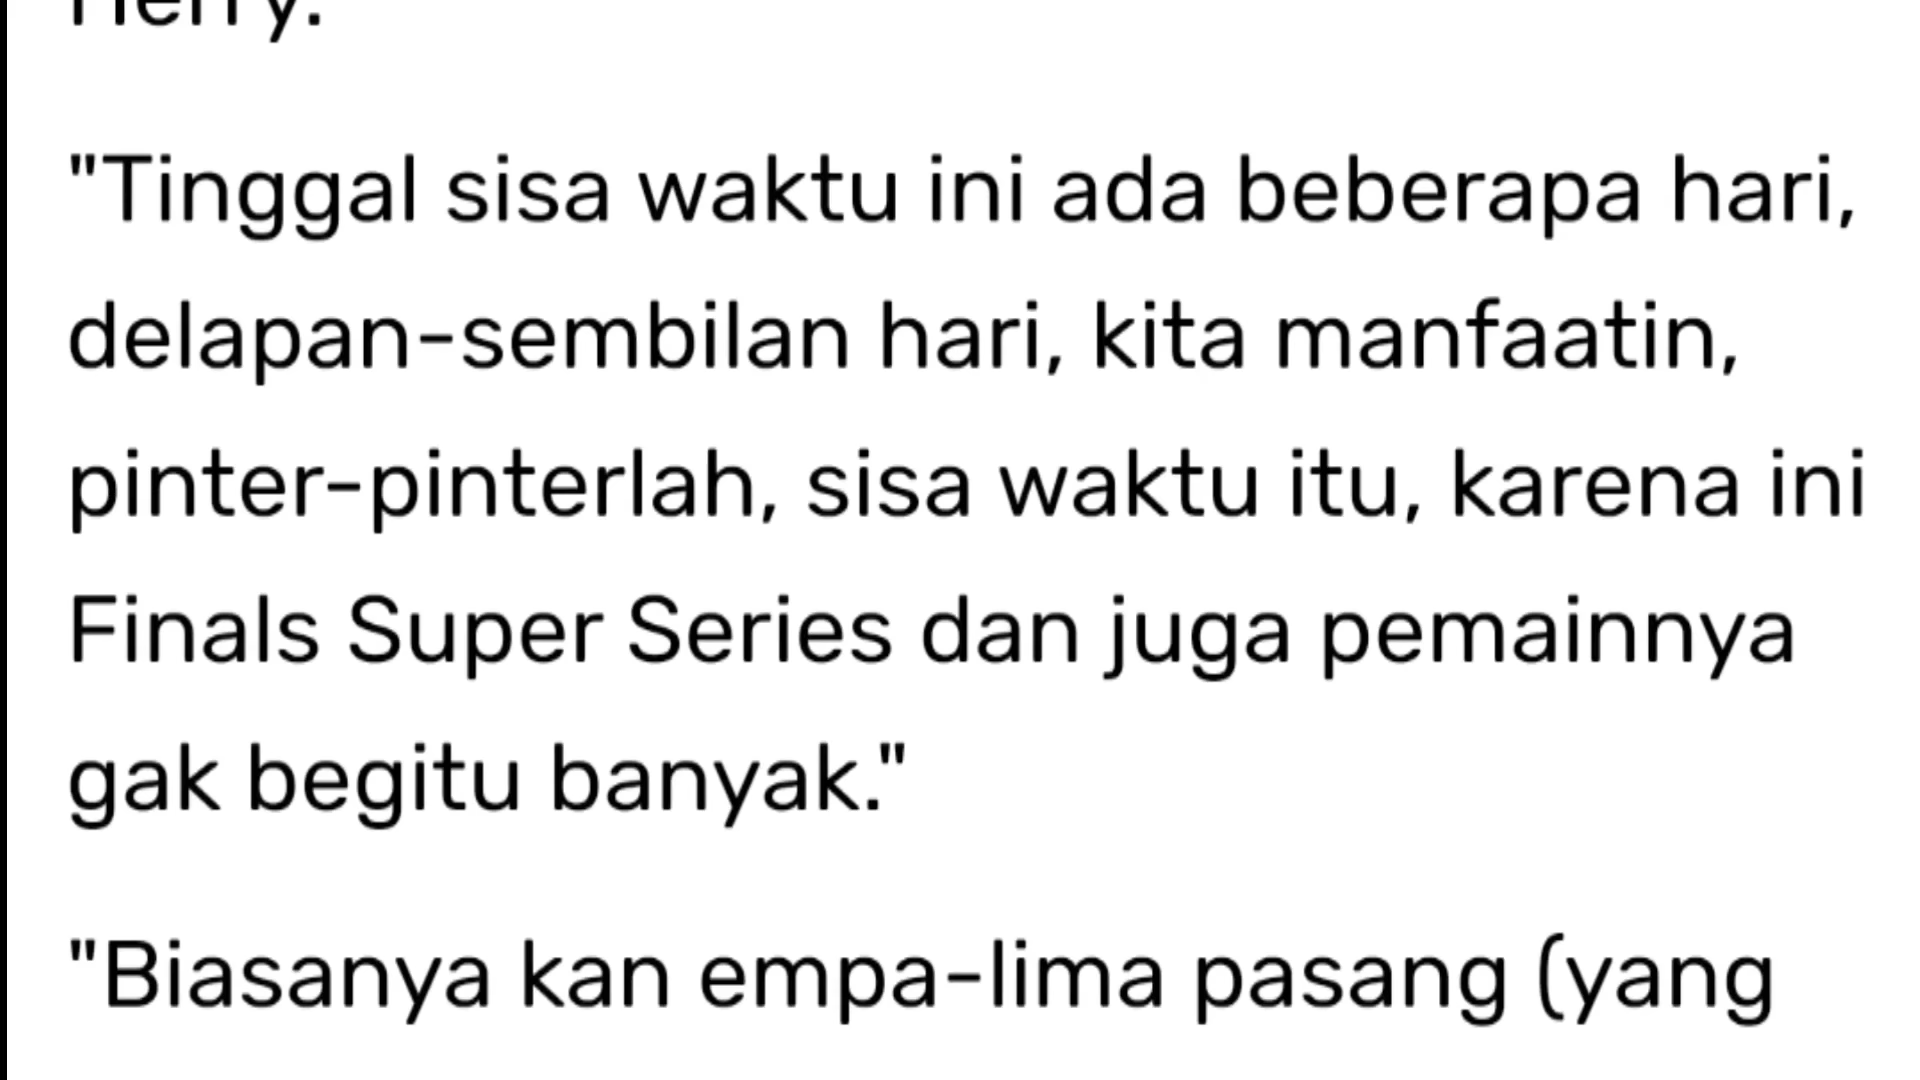 Herry.
"Tinggal sisa waktu ini ada beberapa hari,
delapan-sembilan hari, kita manfaatin,
pinter-pinterlah, sisa waktu itu, karena ini
Finals Super Series dan juga pemainnya
gak begitu banyak."
"Biasanya kan empa-lima pasang (yang